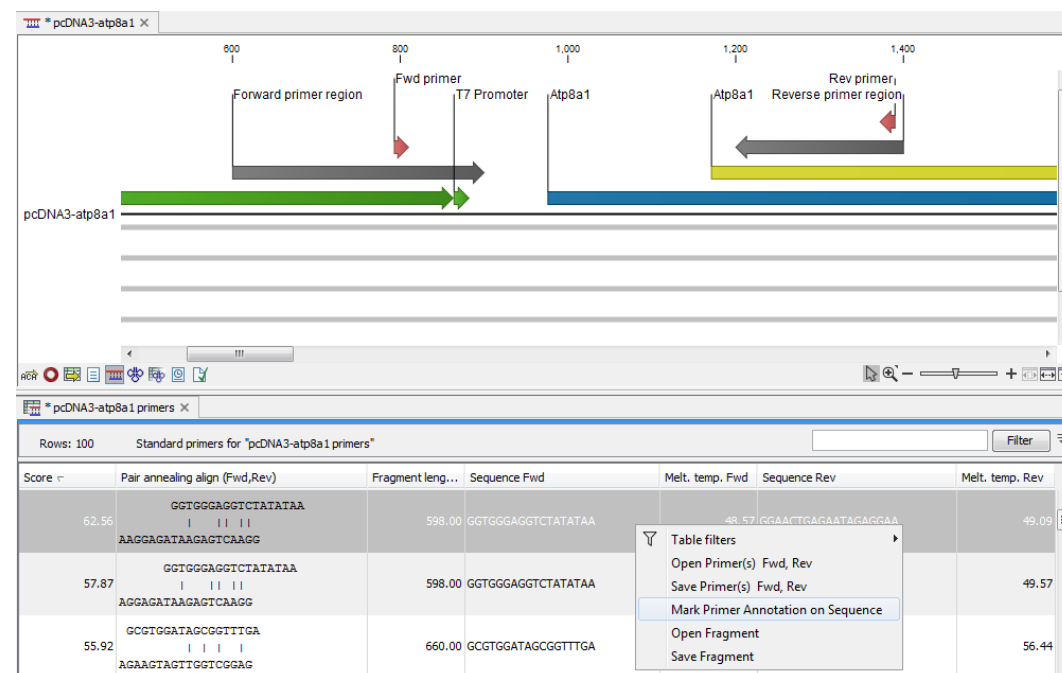 * pcDNA3-atp8a1
600 800 1,000 1,200 1,400
Fwd primer Rev primer
Forward primer region T7 Promoter Atp8a1 Atp8a1 Reverse primer region
pcDNA3-atp8a1
* pcDNA3-atp8a1 primers
Rows: 100 Standard primers for "pcDNA3-atp8a1 primers" Filter
Score Pair annealing align (Fwd,Rev) Fragment leng... Sequence Fwd Melt. temp. Fwd Sequence Rev Melt. temp. Rev
GGTGGGAGGTCTATATAA
62.56 598.00 GGTGGGAGGTCTATATAA 48.57 GGAACTGAGAATAGAGGAA 49.09
AAGGAGATAAGAGTCAAGG
Table filters
Open Primer(s) Fwd, Rev
GGTGGGAGGTCTATATAA
57.87 598.00 GGTGGGAGGTCTATATAA Save Primer(s) Fwd, Rev 49.57
AGGAGATAAGAGTCAAGG
Mark Primer Annotation on Sequence
GCGTGGATAGCGGTTTGA Open Fragment
55.92 660.00 GCGTGGATAGCGGTTTGA 56.44
AGAAGTAGTTGGTCGGAG Save Fragment